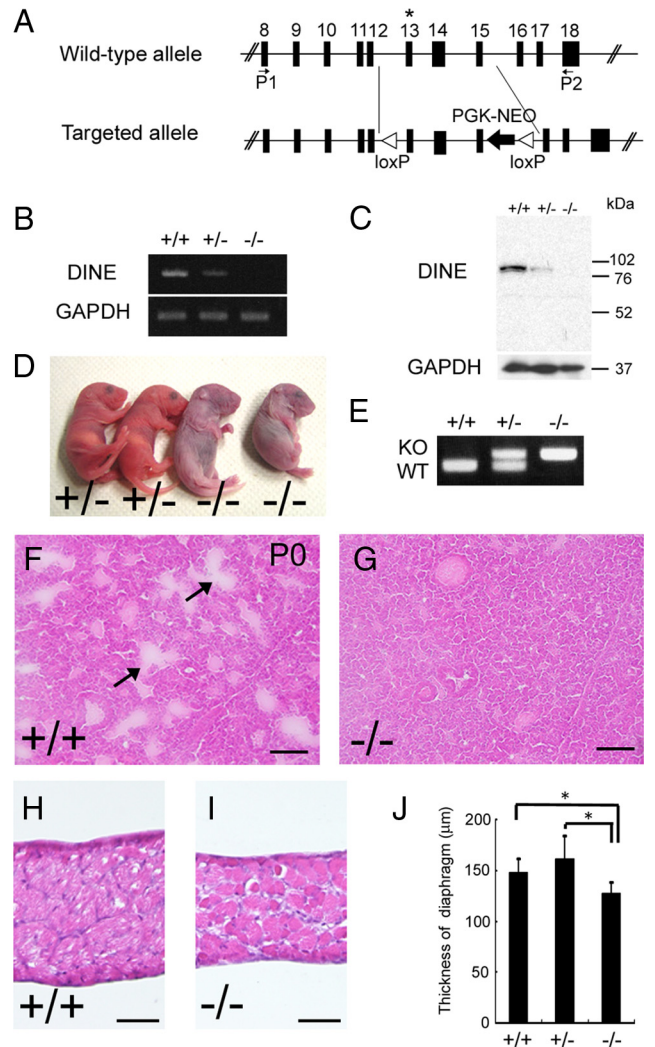 A
*
8 9 10 11 12 13 14 15 16 17 18
Wild-type allele
P1 P2
PGK-NEO
Targeted allele
loxP loxP
B
+/+ +/- -/-
DINE
GAPDH
C
+/+ +/- -/- kDa
DINE
102
76
52
GAPDH 37
D
+/- +/- -/- -/-
E
+/+ +/- -/-
KO
WT
F P0
+/+
G
-/-
H
+/+
I
-/-
J
*
*
Thickness of diaphragm (μm)
200
150
100
50
0
+/+ +/- -/-